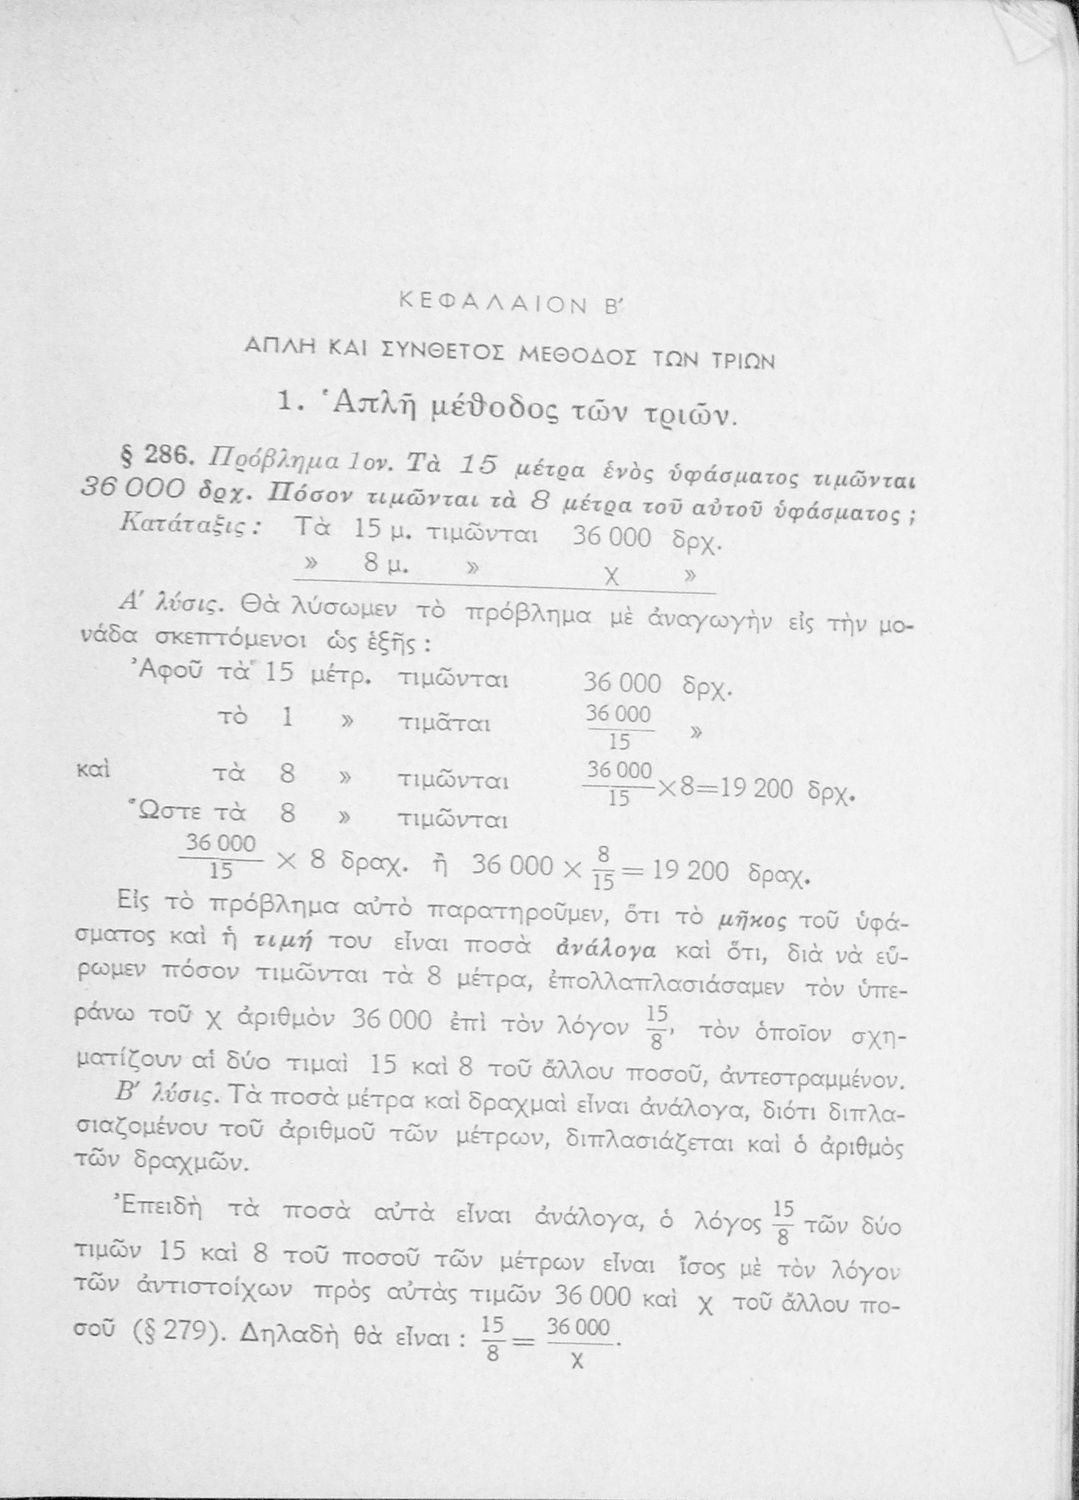 ΚΕΦΑΛΑΙΟΝ Β′
ΑΠΛΗ ΚΑΙ ΣΥΝΘΕΤΟΣ ΜΕΘΟΔΟΣ ΤΩΝ ΤΡΙΩΝ
1. Ἁπλῆ μέθοδος τῶν τριῶν.
§ 286. Πρόβλημα 1ον. Τὰ 15 μέτρα ἑνὸς ὑφάσματος τιμῶνται
36 000 δρχ. Πόσον τιμῶνται τὰ 8 μέτρα τοῦ αὐτοῦ ὑφάσματος ;
Κατάταξις : Τὰ 15 μ. τιμῶνται 36 000 δρχ.
» 8 μ. » χ »
Α′ λύσις. Θὰ λύσωμεν τὸ πρόβλημα μὲ ἀναγωγὴν εἰς τὴν μο-
νάδα σκεπτόμενοι ὡς ἑξῆς :
Ἀφοῦ τὰ 15 μέτρ. τιμῶνται 36 000 δρχ.
τὸ 1 » τιμᾶται 36 000/15 »
καὶ τὰ 8 » τιμῶνται 36 000/15 ×8=19 200 δρχ.
Ὥστε τὰ 8 » τιμῶνται
36 000/15 × 8 δραχ. ἢ 36 000 × 8/15 = 19 200 δραχ.
Εἰς τὸ πρόβλημα αὐτὸ παρατηροῦμεν, ὅτι τὸ μῆκος τοῦ ὑφά-
σματος καὶ ἡ τιμή του εἶναι ποσὰ ἀνάλογα καὶ ὅτι, διὰ νὰ εὕ-
ρωμεν πόσον τιμῶνται τὰ 8 μέτρα, ἐπολλαπλασιάσαμεν τὸν ὑπε-
ράνω τοῦ χ ἀριθμὸν 36 000 ἐπὶ τὸν λόγον 15/8, τὸν ὁποῖον σχη-
ματίζουν αἱ δύο τιμαὶ 15 καὶ 8 τοῦ ἄλλου ποσοῦ, ἀντεστραμμένον.
Β′ λύσις. Τὰ ποσὰ μέτρα καὶ δραχμαὶ εἶναι ἀνάλογα, διότι διπλα-
σιαζομένου τοῦ ἀριθμοῦ τῶν μέτρων, διπλασιάζεται καὶ ὁ ἀριθμὸς
τῶν δραχμῶν.
Ἐπειδὴ τὰ ποσὰ αὐτὰ εἶναι ἀνάλογα, ὁ λόγος 15/8 τῶν δύο
τιμῶν 15 καὶ 8 τοῦ ποσοῦ τῶν μέτρων εἶναι ἴσος μὲ τὸν λόγον
τῶν ἀντιστοίχων πρὸς αὐτὰς τιμῶν 36 000 καὶ χ τοῦ ἄλλου πο-
σοῦ (§ 279). Δηλαδὴ θὰ εἶναι : 15/8 = 36 000/χ.